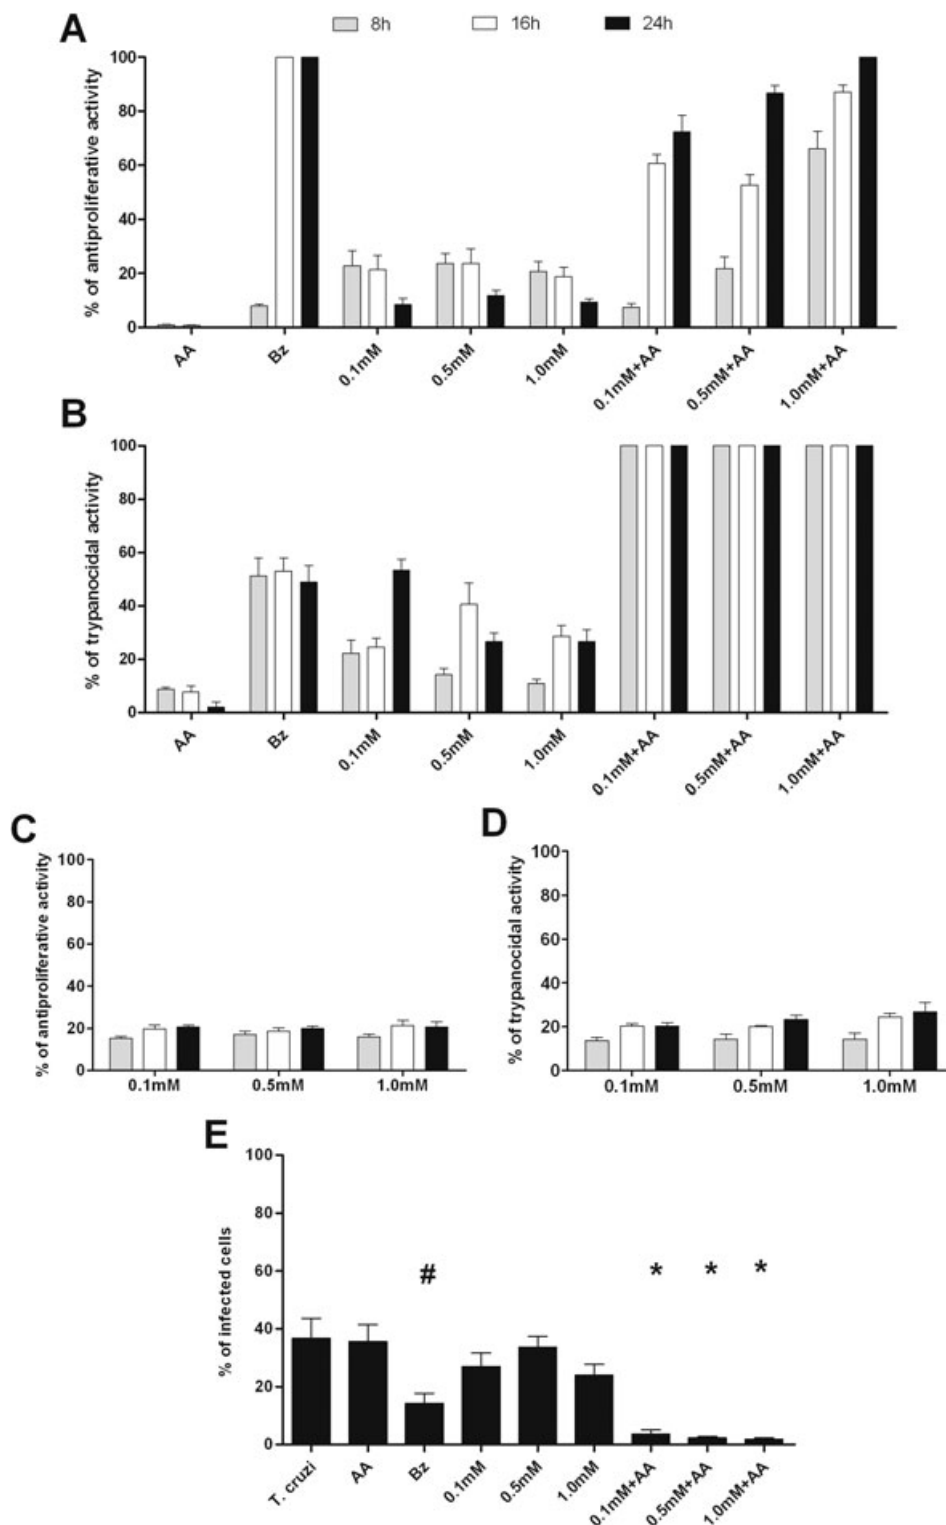 A
8h 16h 24h
% of antiproliferative activity
100
80
60
40
20
0
AA Bz 0.1mM 0.5mM 1.0mM 0.1mM+AA 0.5mM+AA 1.0mM+AA
B
% of trypanocidal activity
100
80
60
40
20
0
AA Bz 0.1mM 0.5mM 1.0mM 0.1mM+AA 0.5mM+AA 1.0mM+AA
C
% of antiproliferative activity
100
80
60
40
20
0
0.1mM 0.5mM 1.0mM
D
% of trypanocidal activity
100
80
60
40
20
0
0.1mM 0.5mM 1.0mM
E
% of infected cells
100
80
60
40
20
0
# * * *
T. cruzi AA Bz 0.1mM 0.5mM 1.0mM 0.1mM+AA 0.5mM+AA 1.0mM+AA